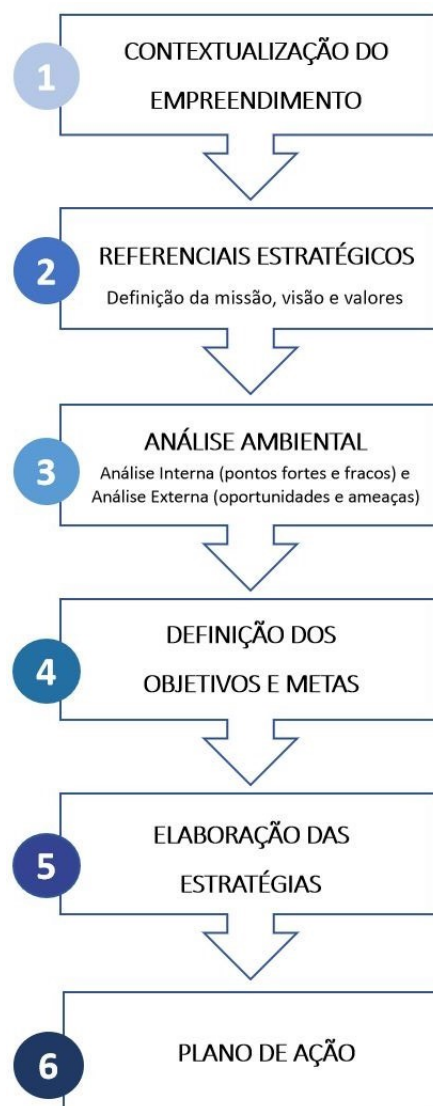 1
CONTEXTUALIZAÇÃO DO
EMPREENDIMENTO
2
REFERENCIAIS ESTRATÉGICOS
Definição da missão, visão e valores
3
ANÁLISE AMBIENTAL
Análise Interna (pontos fortes e fracos) e
Análise Externa (oportunidades e ameaças)
4
DEFINIÇÃO DOS
OBJETIVOS E METAS
5
ELABORAÇÃO DAS
ESTRATÉGIAS
6
PLANO DE AÇÃO